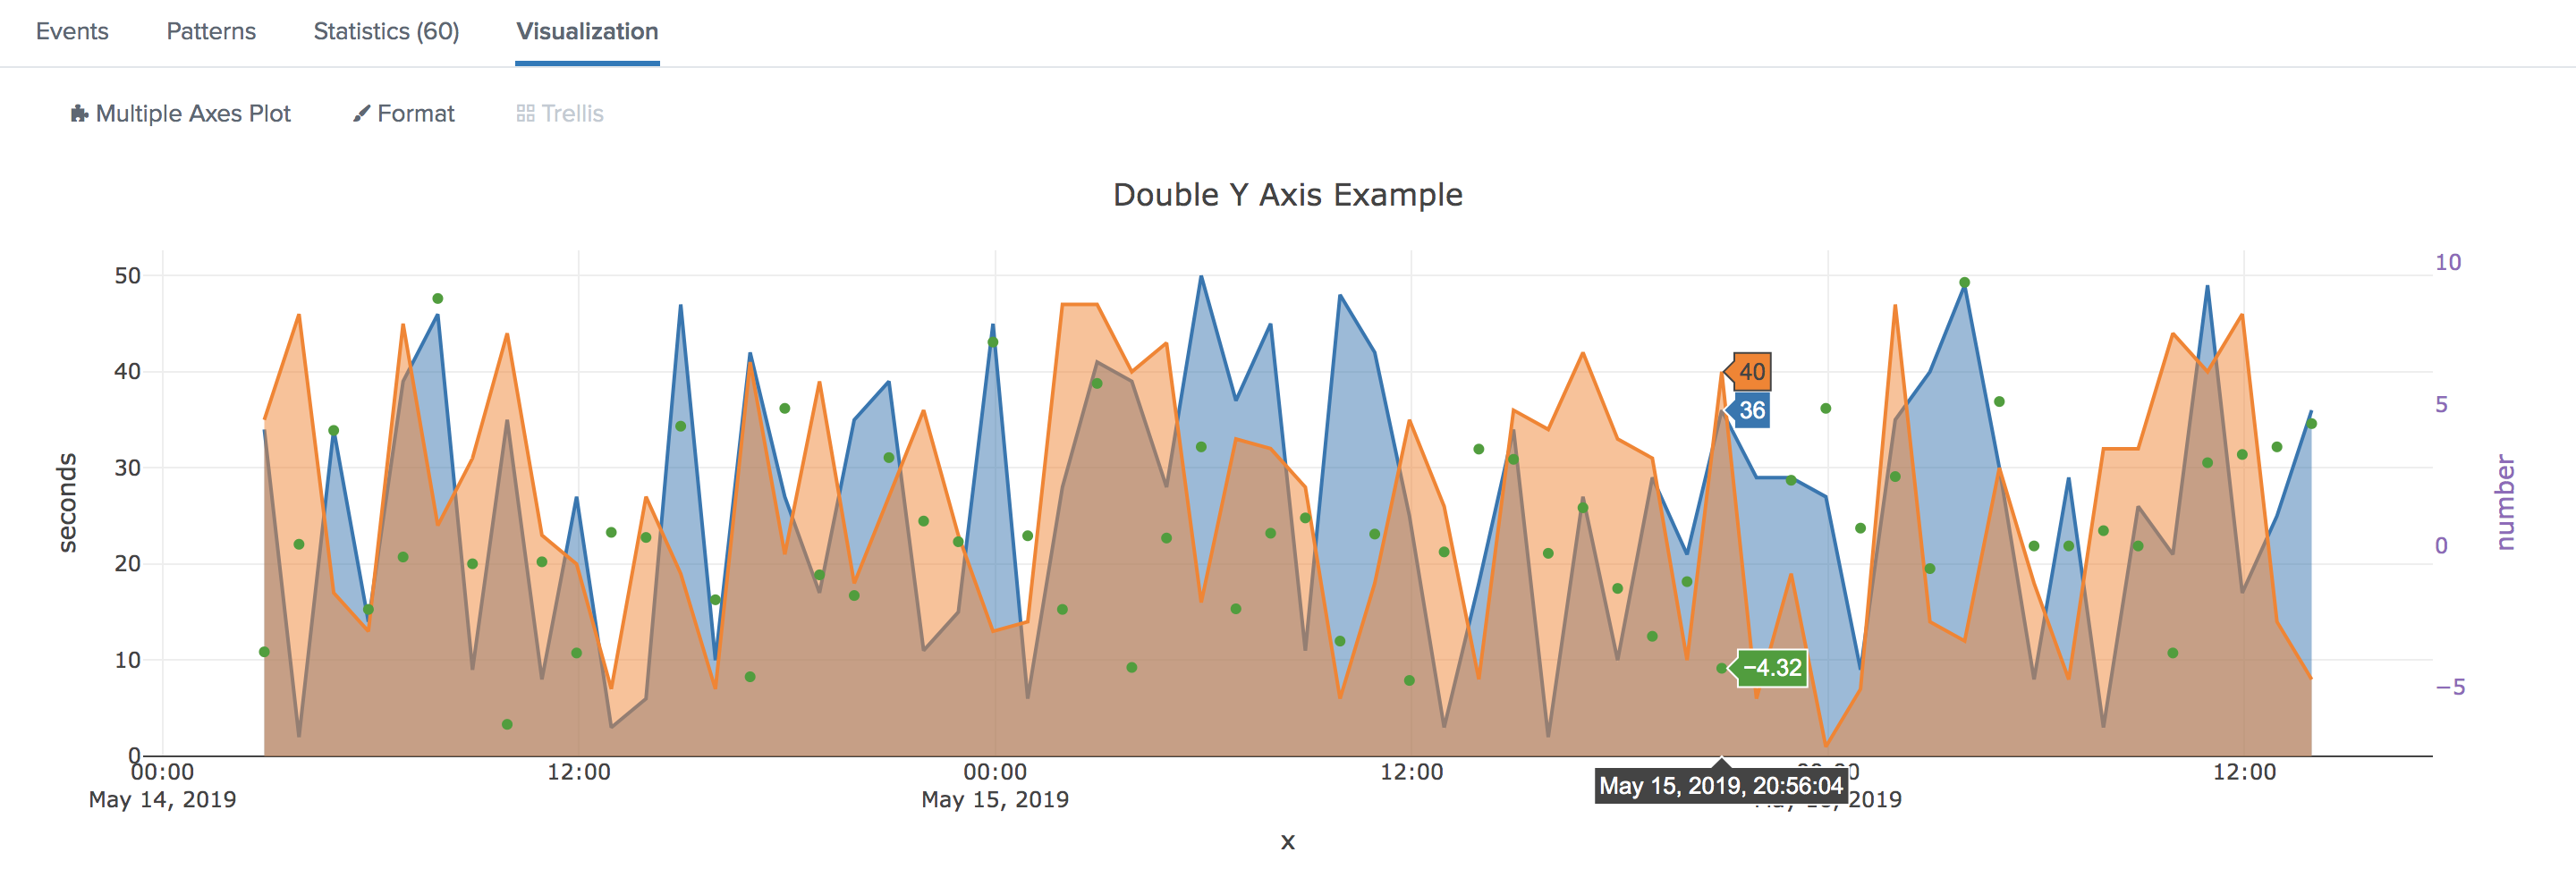 Events Patterns Statistics (60) Visualization
Multiple Axes Plot Format Trellis
Double Y Axis Example
50
40
30
20
10
0
seconds
10
5
0
−5
number
40
36
−4.32
00:00 12:00 00:00 12:00 12:00
May 14, 2019 May 15, 2019 2019
May 15, 2019, 20:56:04
x